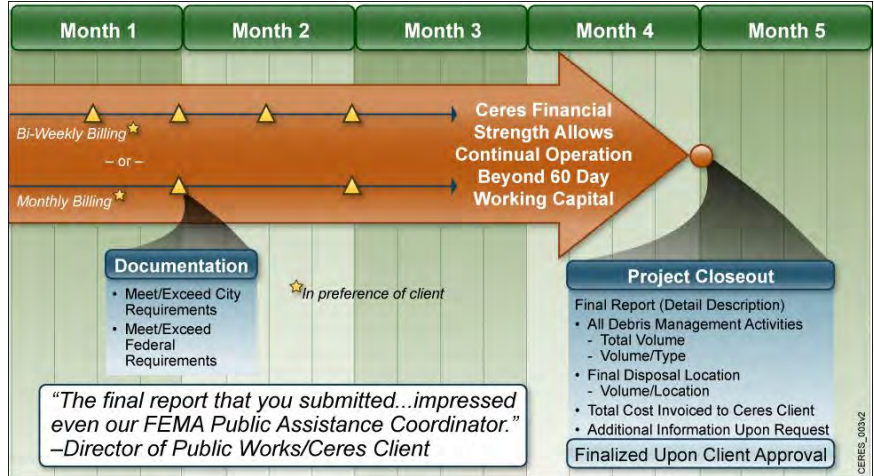 Month 1
Month 2
Month 3
Month 4
Month 5
Bi-Weekly Billing
– or –
Monthly Billing
Ceres Financial
Strength Allows
Continual Operation
Beyond 60 Day
Working Capital
Documentation
• Meet/Exceed City
Requirements
• Meet/Exceed
Federal
Requirements
In preference of client
Project Closeout
Final Report (Detail Description)
• All Debris Management Activities
- Total Volume
- Volume/Type
• Final Disposal Location
- Volume/Location
• Total Cost Invoiced to Ceres Client
• Additional Information Upon Request
Finalized Upon Client Approval
“The final report that you submitted...impressed
even our FEMA Public Assistance Coordinator.”
–Director of Public Works/Ceres Client
CERES_003v2